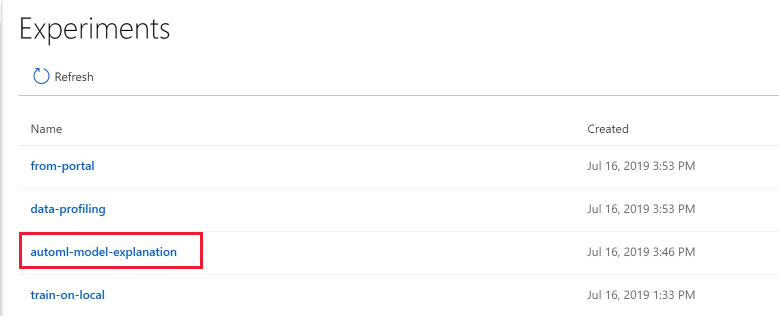 Experiments
Refresh
Name Created
from-portal Jul 16, 2019 3:53 PM
data-profiling Jul 16, 2019 3:53 PM
automl-model-explanation Jul 16, 2019 3:46 PM
train-on-local Jul 16, 2019 1:33 PM